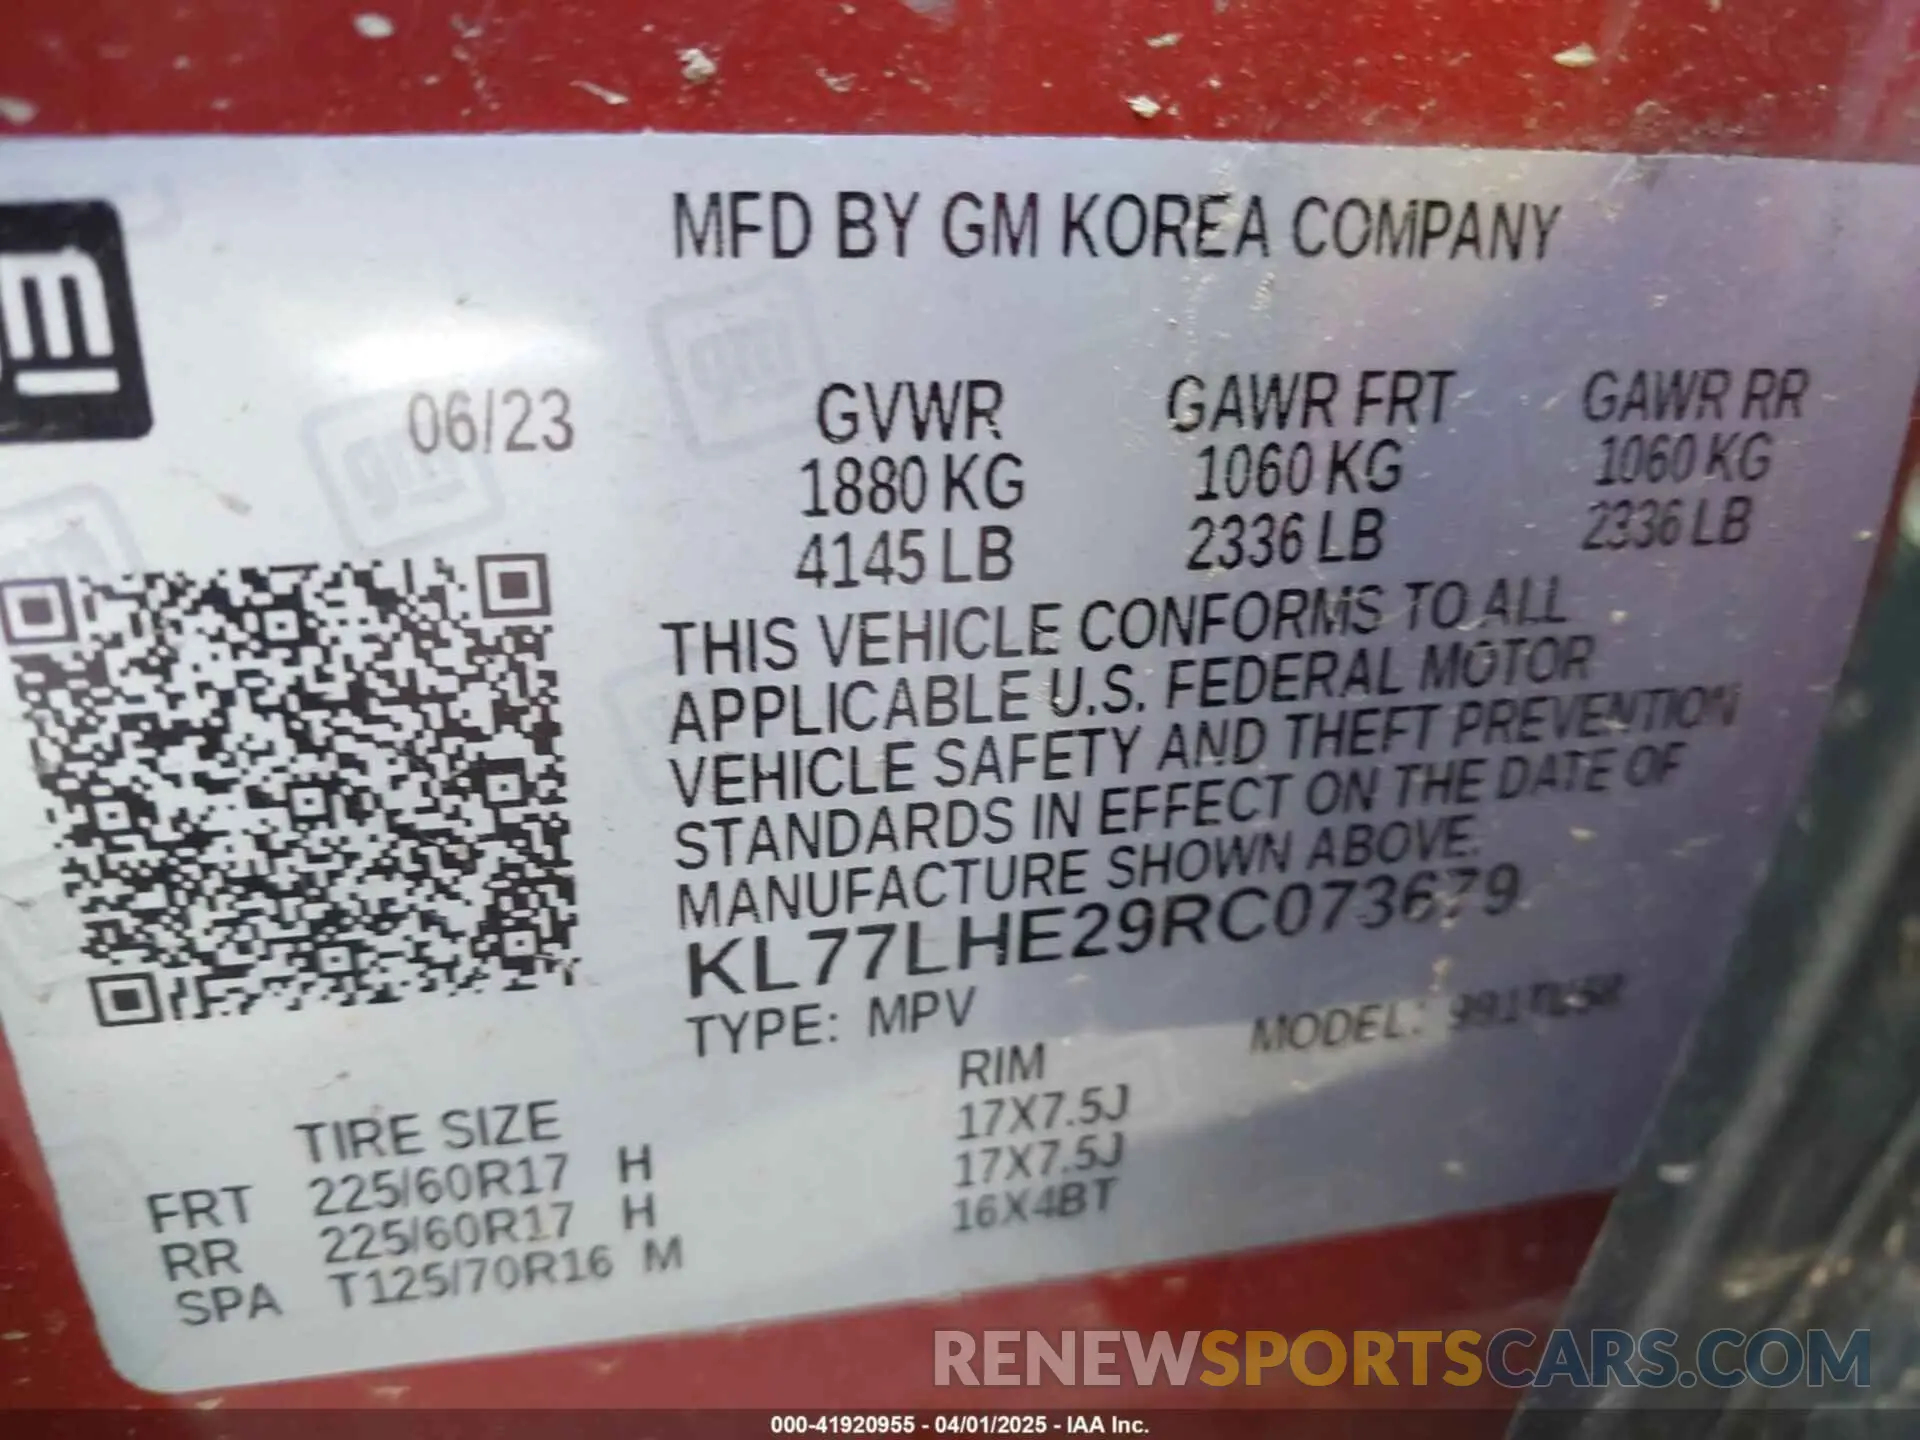 MFD BY GM KOREA COMPANY
06/23
GVWR GAWR FRT GAWR RR
1880 KG 1060 KG 1060 KG
4145 LB 2336 LB 2336 LB
THIS VEHICLE CONFORMS TO ALL
APPLICABLE U.S. FEDERAL MOTOR
VEHICLE SAFETY AND THEFT PREVENTION
STANDARDS IN EFFECT ON THE DATE OF
MANUFACTURE SHOWN ABOVE.
KL77LHE29RC073679
TYPE: MPV MODEL:
TIRE SIZE RIM
FRT 225/60R17 H 17X7.5J
RR 225/60R17 H 17X7.5J
SPA T125/70R16 M 16X4BT
RENEWSPORTSCARS.COM
000-41920955 - 04/01/2025 - IAA Inc.